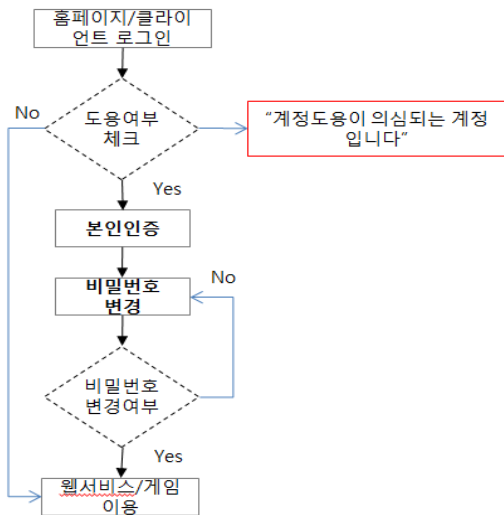 홈페이지/클라이
언트 로그인
No
도용여부
체크
“계정도용이 의심되는 계정
입니다”
Yes
본인인증
비밀번호
변경
No
비밀번호
변경여부
Yes
웹서비스/게임
이용